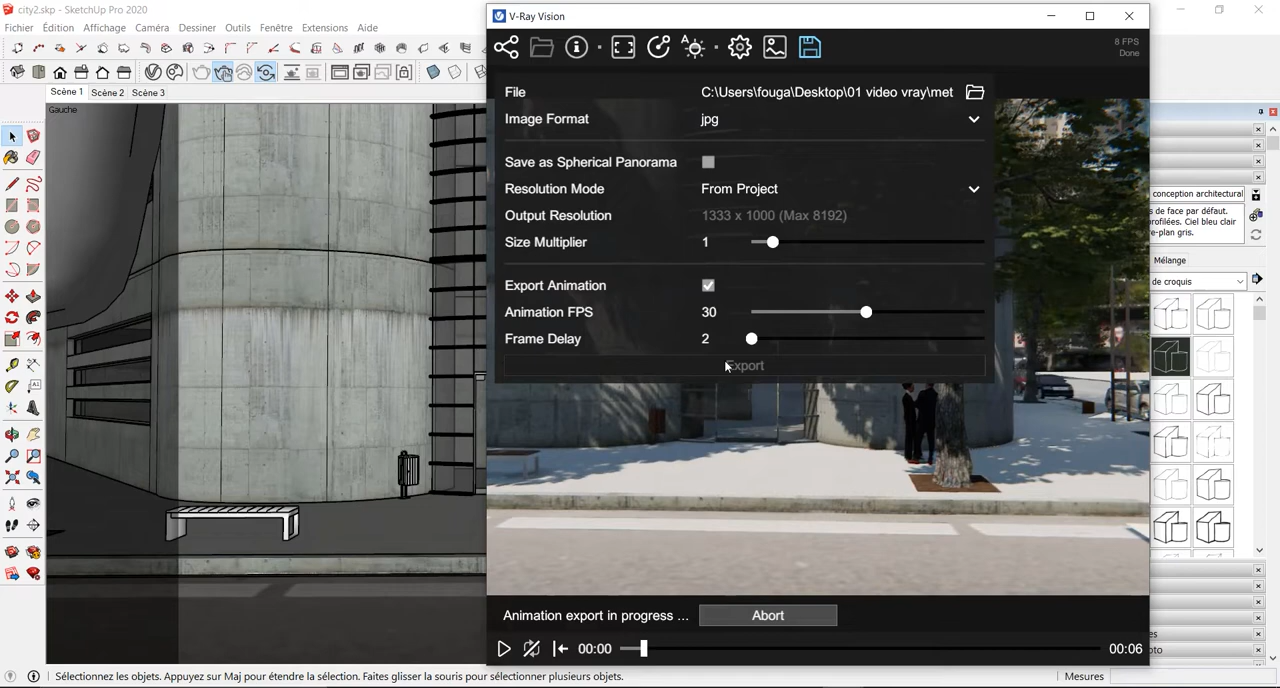 city2.skp - SketchUp Pro 2020
Fichier Édition Affichage Caméra Dessiner Outils Fenêtre Extensions Aide
Scène 1 Scène 2 Scène 3
Gauche
V-Ray Vision
8 FPS
Done
File C:\Users\fouga\Desktop\01 video vray\met
Image Format jpg
Save as Spherical Panorama
Resolution Mode From Project
Output Resolution 1333 x 1000 (Max 8192)
Size Multiplier 1
Export Animation
Animation FPS 30
Frame Delay 2
Export
Animation export in progress ... Abort
00:00 00:06
conception architectural
s de face par défaut.
rofilées. Ciel bleu clair
e-plan gris.
Mélange
de croquis
es
oto
Sélectionnez les objets. Appuyez sur Maj pour étendre la sélection. Faites glisser la souris pour sélectionner plusieurs objets.
Mesures